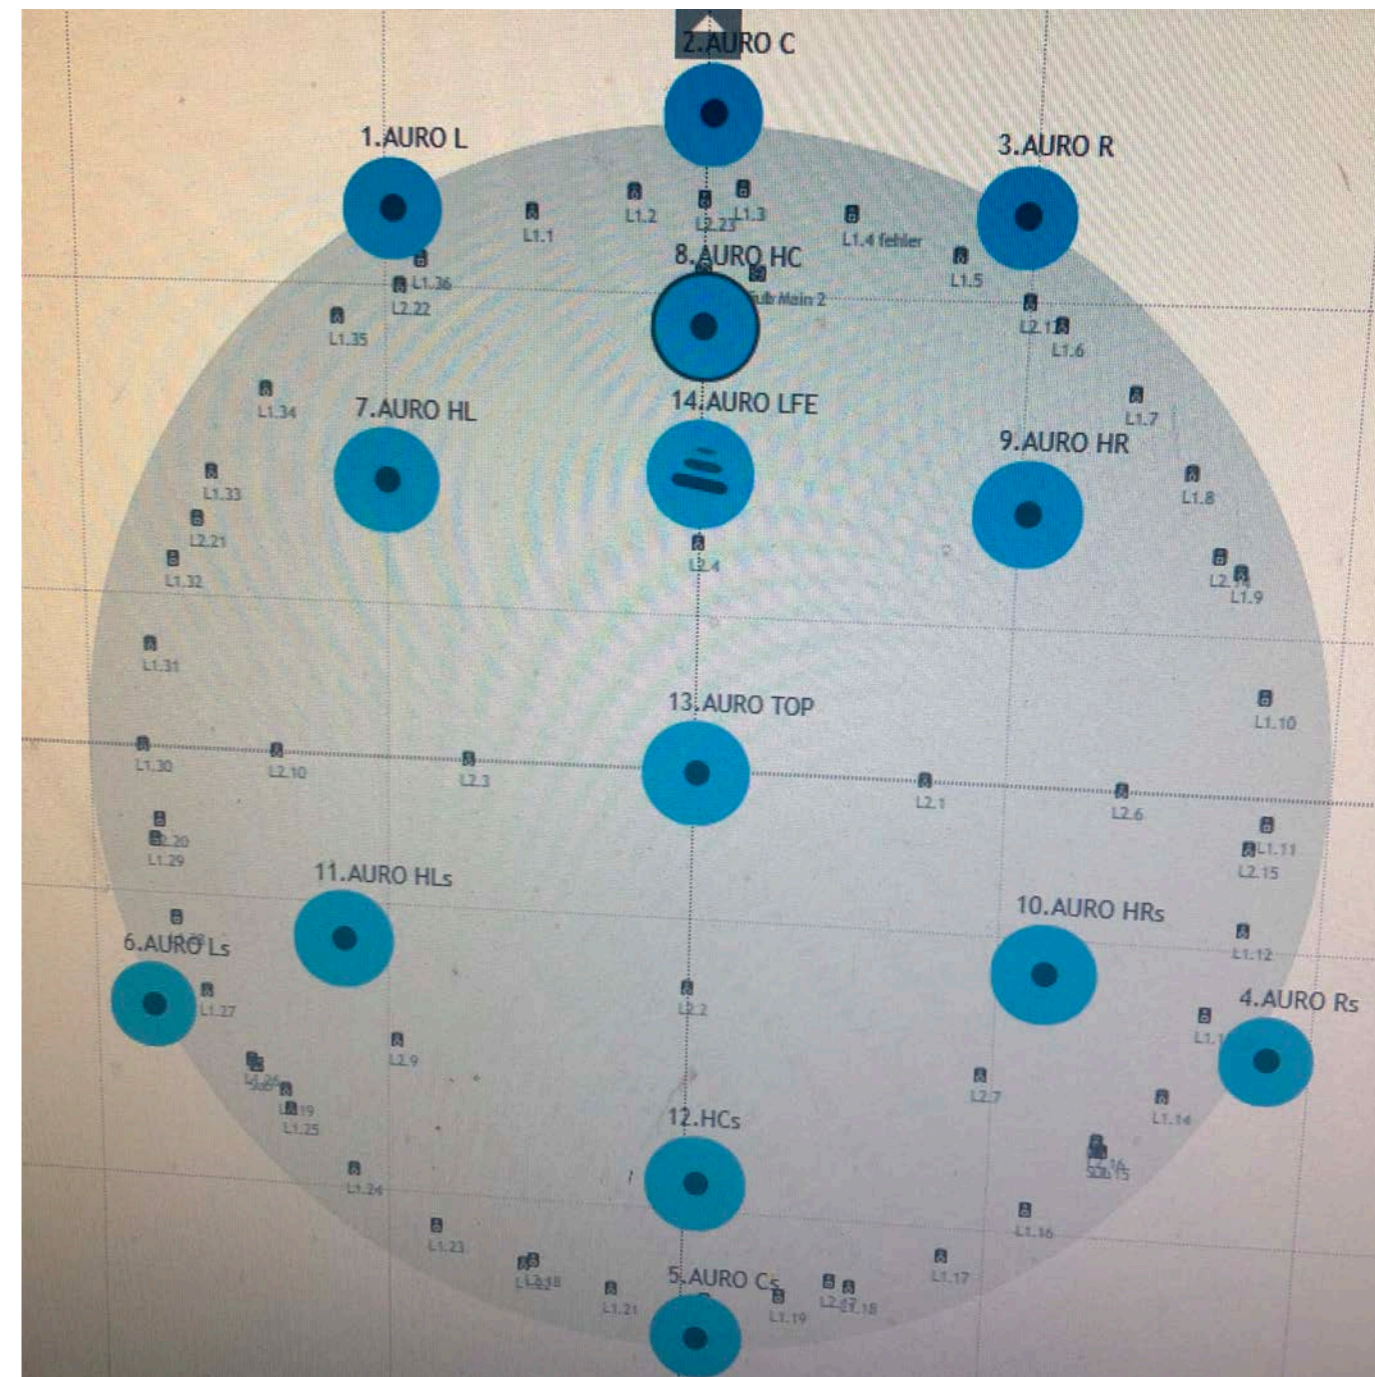 2.AURO C
1.AURO L
3.AURO R
L1.2
L1.3
L2.23
L1.1
L1.4 fehler
8.AURO HC
L1.5
L1.36
Main 2
L2.22
L1.35
L1.6
L1.34
7.AURO HL
14.AURO LFE
L1.7
9.AURO HR
L1.33
L1.8
L2.21
L2.4
L1.32
L1.9
L1.31
13.AURO TOP
L1.10
L1.30
L2.10
L2.3
L2.1
L2.6
L1.29
L1.11
L2.15
11.AURO HLs
10.AURO HRs
6.AURO Ls
L1.12
4.AURO Rs
L1.27
L2.2
L2.9
L2.7
L1.14
L1.25
12.HCs
L1.24
L1.16
L1.23
5.AURO Cs
L1.17
L1.21
L1.19